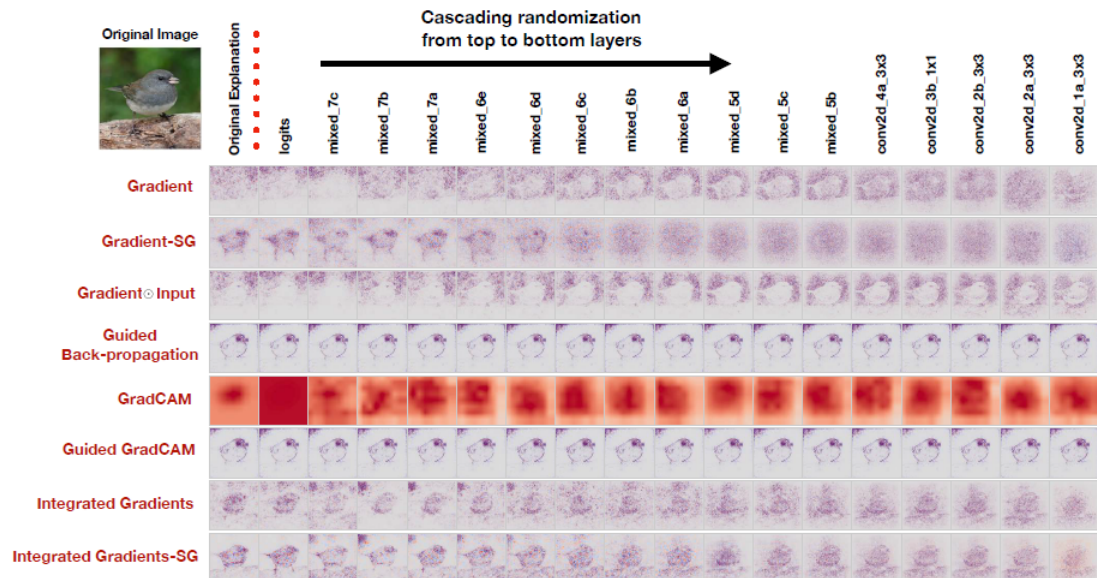 Cascading randomization
from top to bottom layers
Original Image
Original Explanation
logits
mixed_7c
mixed_7b
mixed_7a
mixed_6e
mixed_6d
mixed_6c
mixed_6b
mixed_6a
mixed_5d
mixed_5c
mixed_5b
conv2d_4a_3x3
conv2d_3b_1x1
conv2d_2b_3x3
conv2d_2a_3x3
conv2d_1a_3x3
Gradient
Gradient-SG
Gradient⊙Input
Guided
Back-propagation
GradCAM
Guided GradCAM
Integrated Gradients
Integrated Gradients-SG